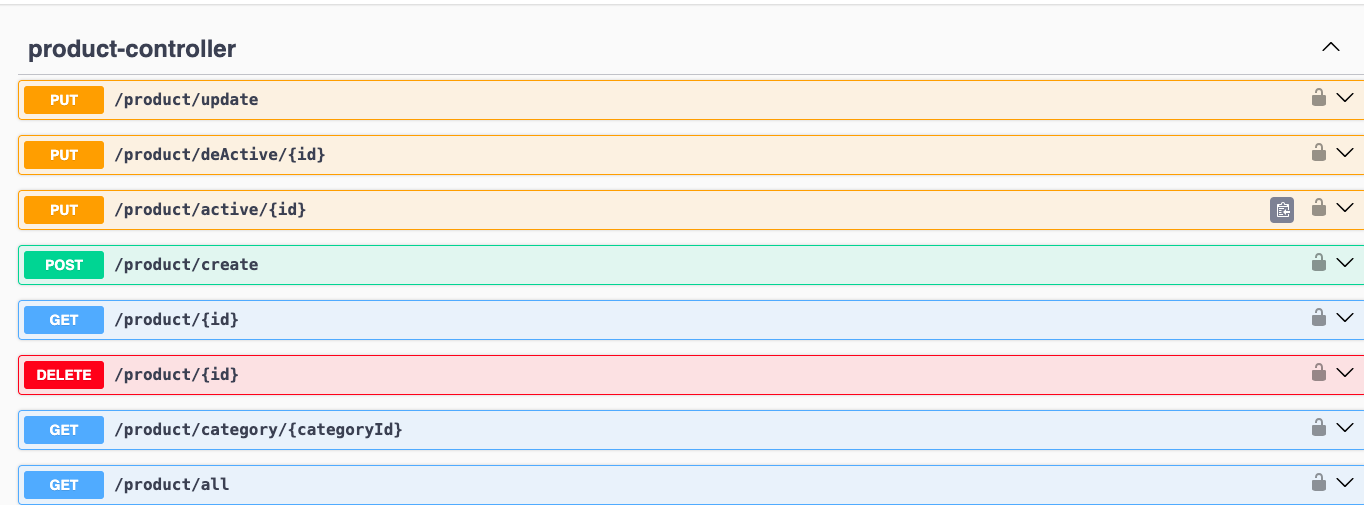 product-controller
PUT /product/update
PUT /product/deActive/{id}
PUT /product/active/{id}
POST /product/create
GET /product/{id}
DELETE /product/{id}
GET /product/category/{categoryId}
GET /product/all